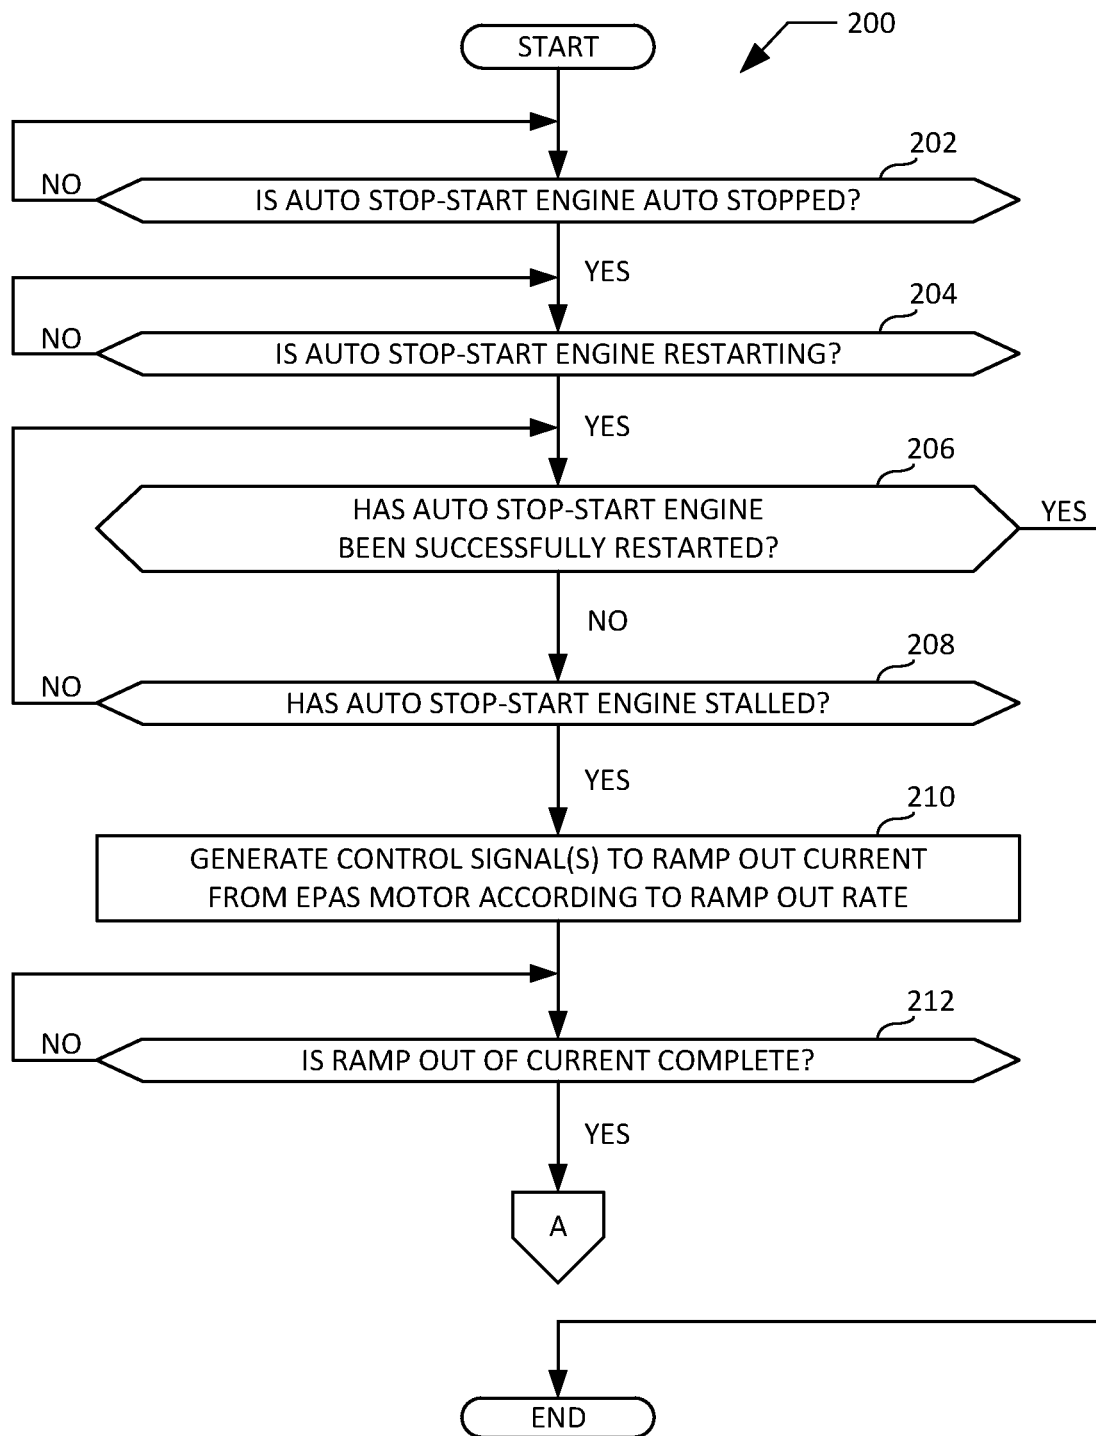 START
200
202
NO
IS AUTO STOP-START ENGINE AUTO STOPPED?
YES
204
NO
IS AUTO STOP-START ENGINE RESTARTING?
YES
206
HAS AUTO STOP-START ENGINE
BEEN SUCCESSFULLY RESTARTED?
YES
NO
208
NO
HAS AUTO STOP-START ENGINE STALLED?
YES
210
GENERATE CONTROL SIGNAL(S) TO RAMP OUT CURRENT
FROM EPAS MOTOR ACCORDING TO RAMP OUT RATE
212
NO
IS RAMP OUT OF CURRENT COMPLETE?
YES
A
END